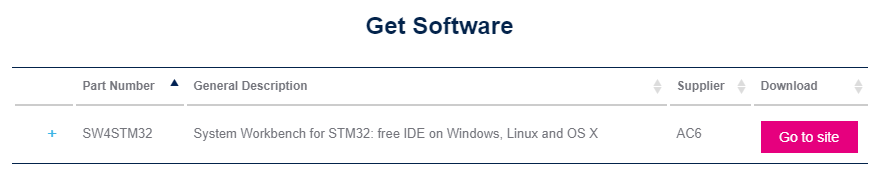 Get Software
Part Number General Description Supplier Download
+ SW4STM32 System Workbench for STM32: free IDE on Windows, Linux and OS X AC6 Go to site